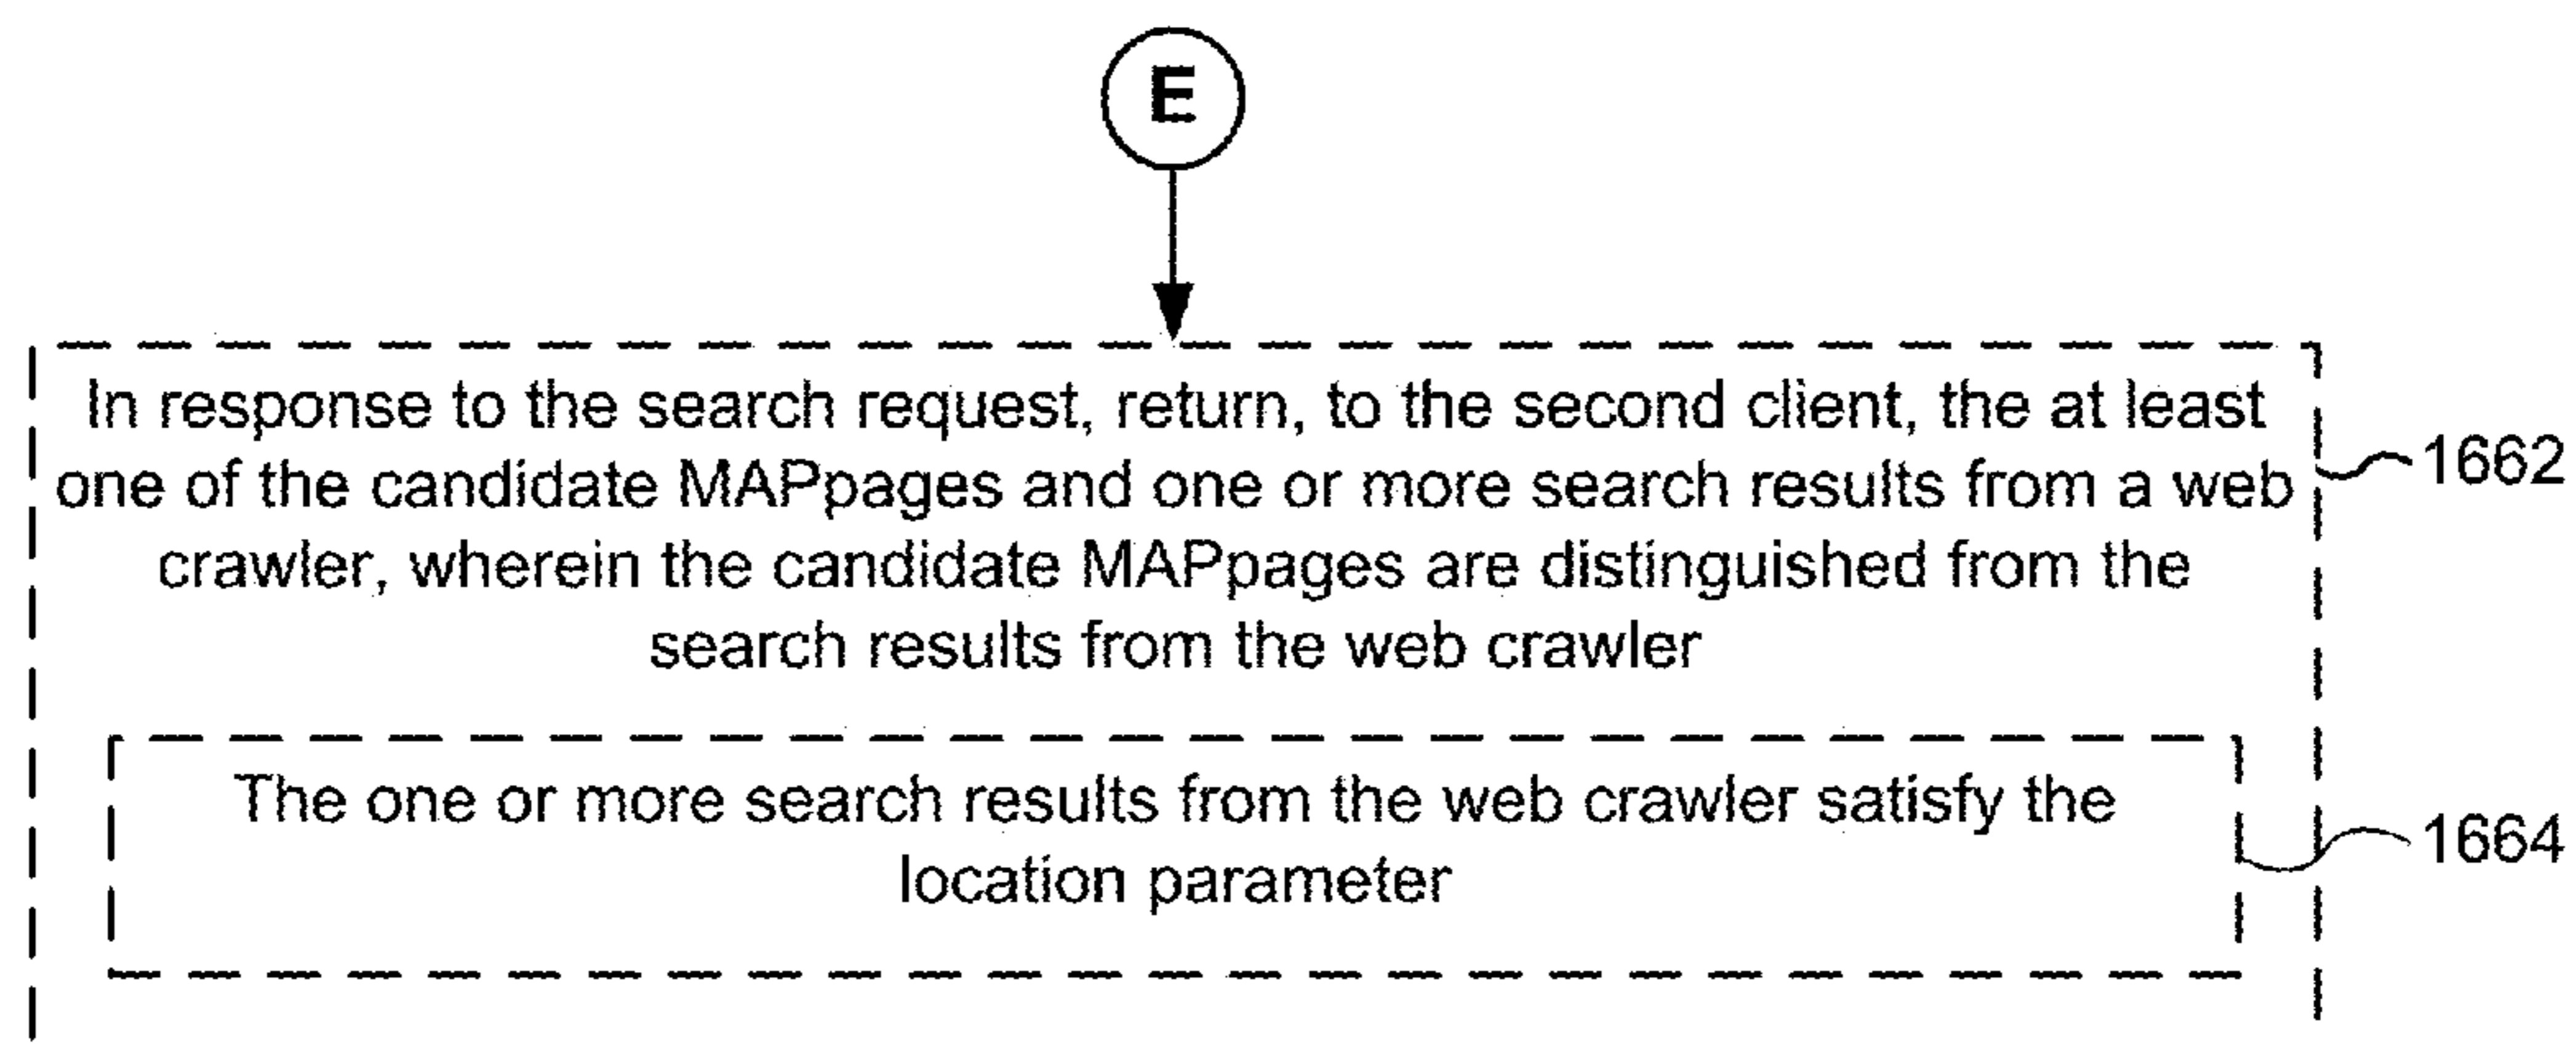 E
In response to the search request, return, to the second client, the at least
one of the candidate MAPpages and one or more search results from a web
crawler, wherein the candidate MAPpages are distinguished from the
search results from the web crawler
1662
The one or more search results from the web crawler satisfy the
location parameter
1664